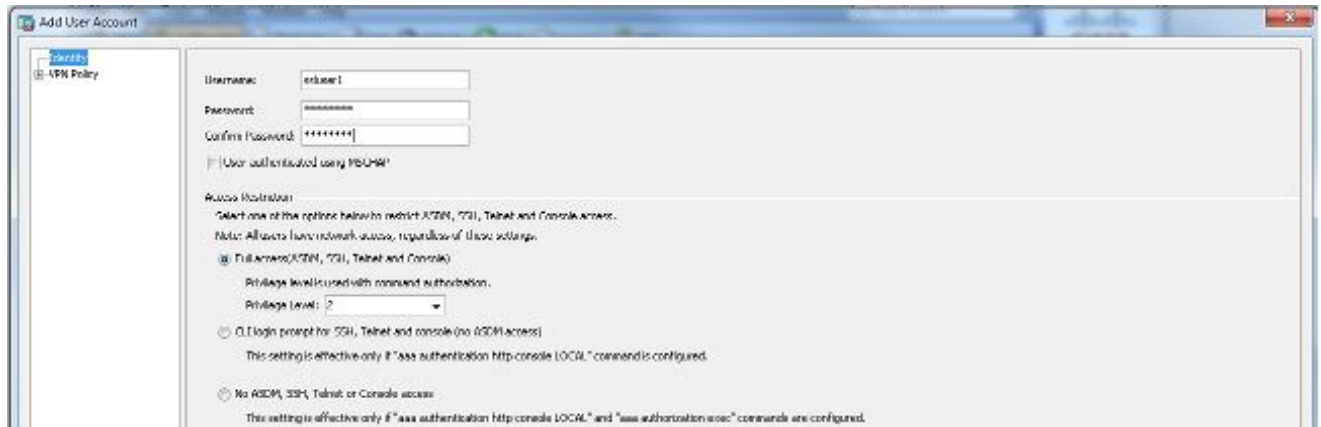 Add User Account
Identity
VPN Policy
Username:
Password:
********
Confirm Password: ********
User authenticated using MSCHAP
Access Restriction
Select one of the options below to restrict ASDM, SSH, Telnet and Console access.
Note: All users have network access, regardless of these settings.
Full access(ASDM, SSH, Telnet and Console)
Privilege level is used with command authorization.
Privilege Level: 2
CLI login prompt for SSH, Telnet and console (no ASDM access)
This setting is effective only if "aaa authentication http console LOCAL" command is configured.
No ASDM, SSH, Telnet or Console access
This setting is effective only if "aaa authentication http console LOCAL" and "aaa authorization exec" commands are configured.